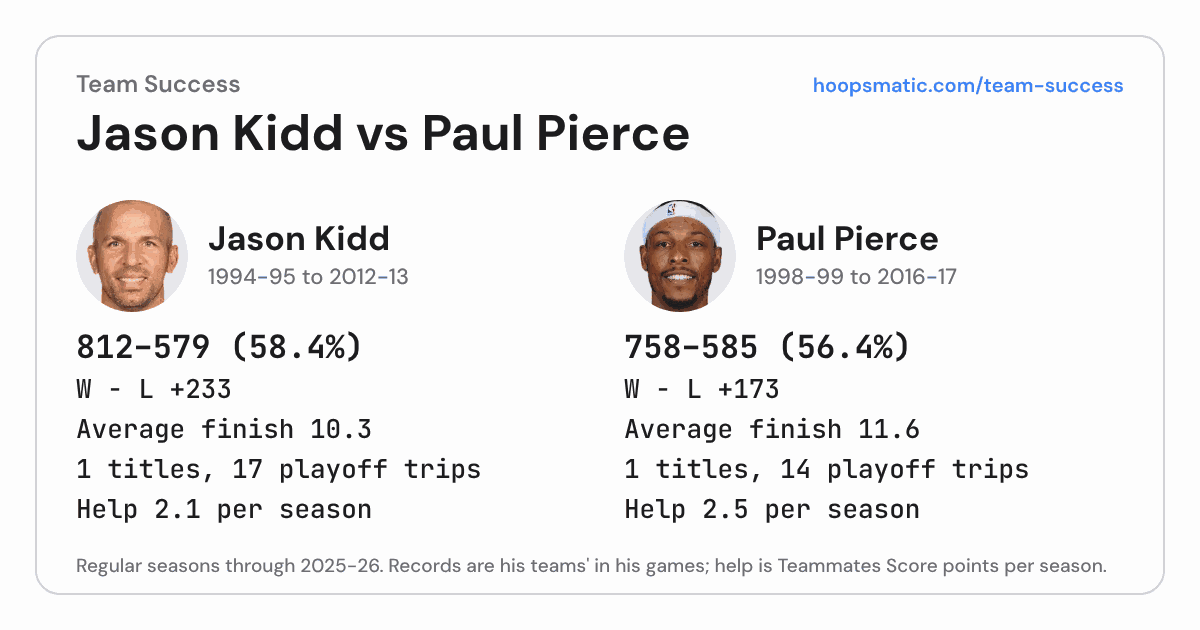 Team Success
hoopsmatic.com/team-success
Jason Kidd vs Paul Pierce
Jason Kidd
1994-95 to 2012-13
812-579 (58.4%)
W - L +233
Average finish 10.3
1 titles, 17 playoff trips
Help 2.1 per season
Paul Pierce
1998-99 to 2016-17
758-585 (56.4%)
W - L +173
Average finish 11.6
1 titles, 14 playoff trips
Help 2.5 per season
Regular seasons through 2025-26. Records are his teams' in his games; help is Teammates Score points per season.